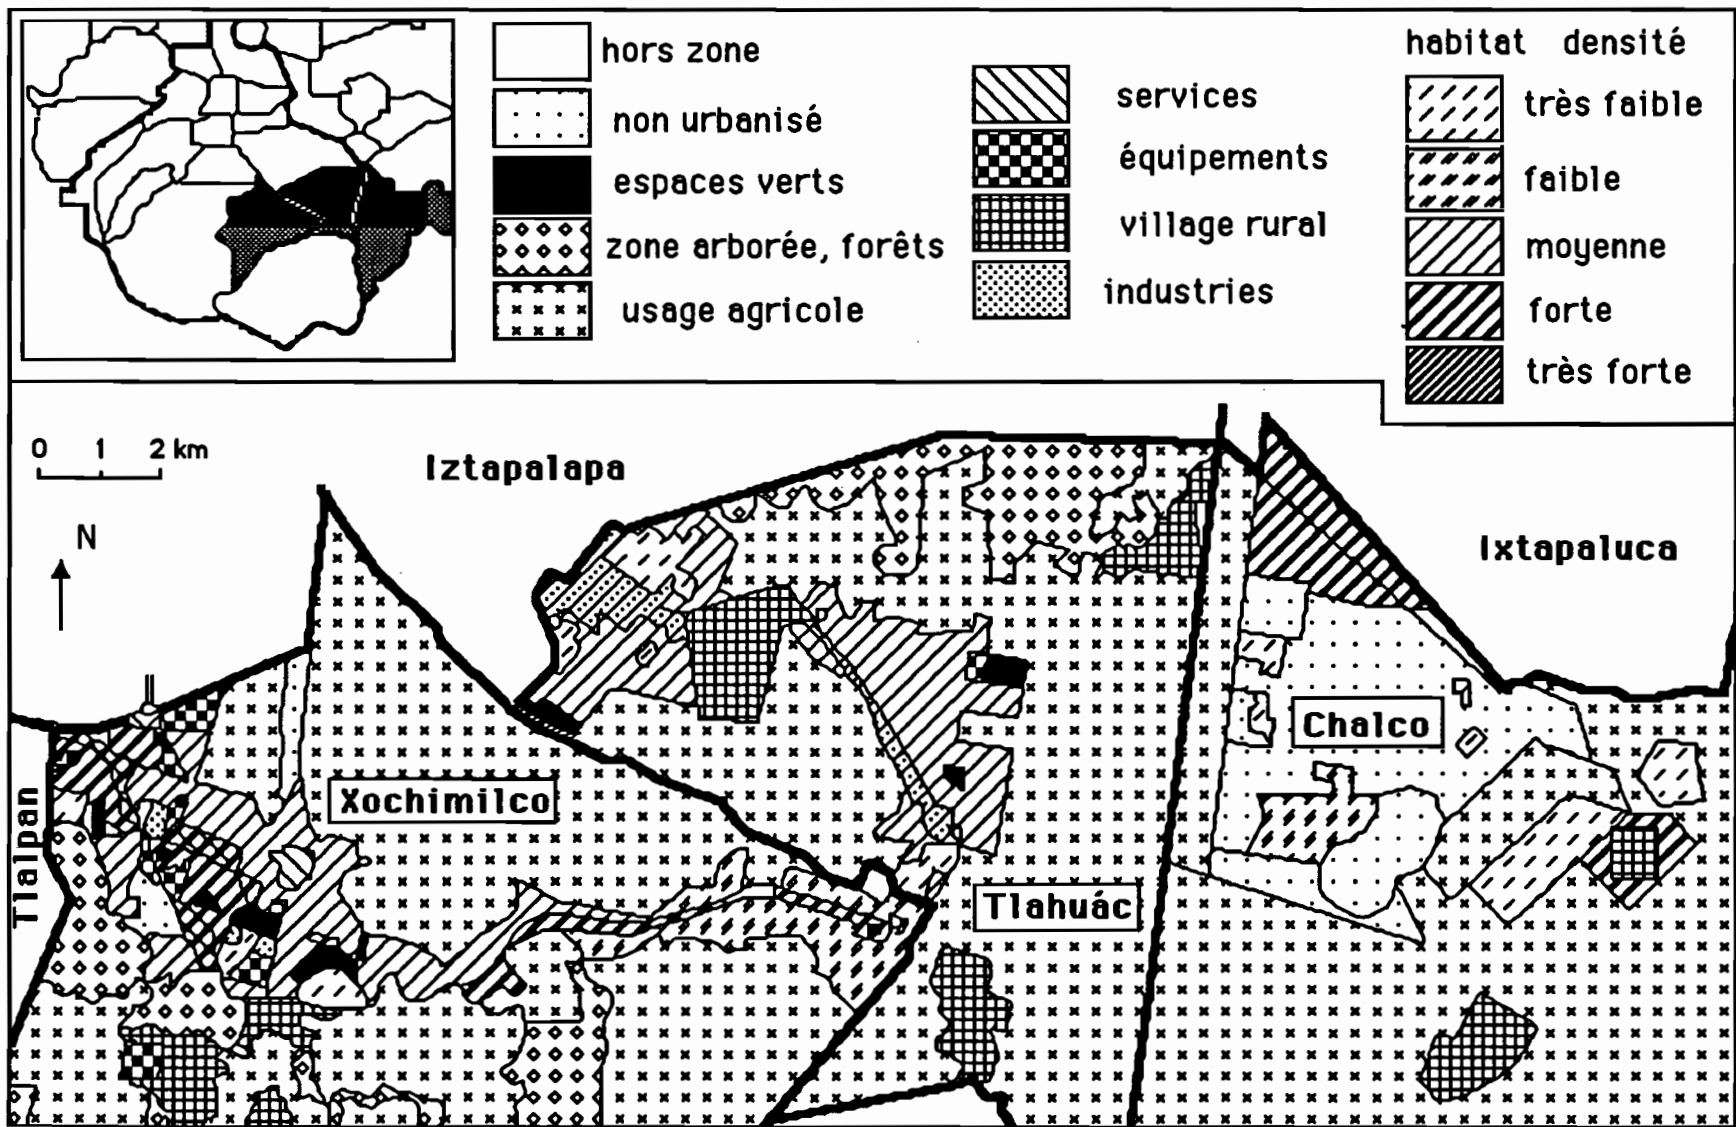 hors zone
non urbanisé
espaces verts
zone arborée, forêts
usage agricole
services
équipements
village rural
industries
habitat densité
très faible
faible
moyenne
forte
très forte
0 1 2 km
N
Iztapalapa
Ixtapaluca
Chalco
Xochimilco
Tlalpan
Tlahuác